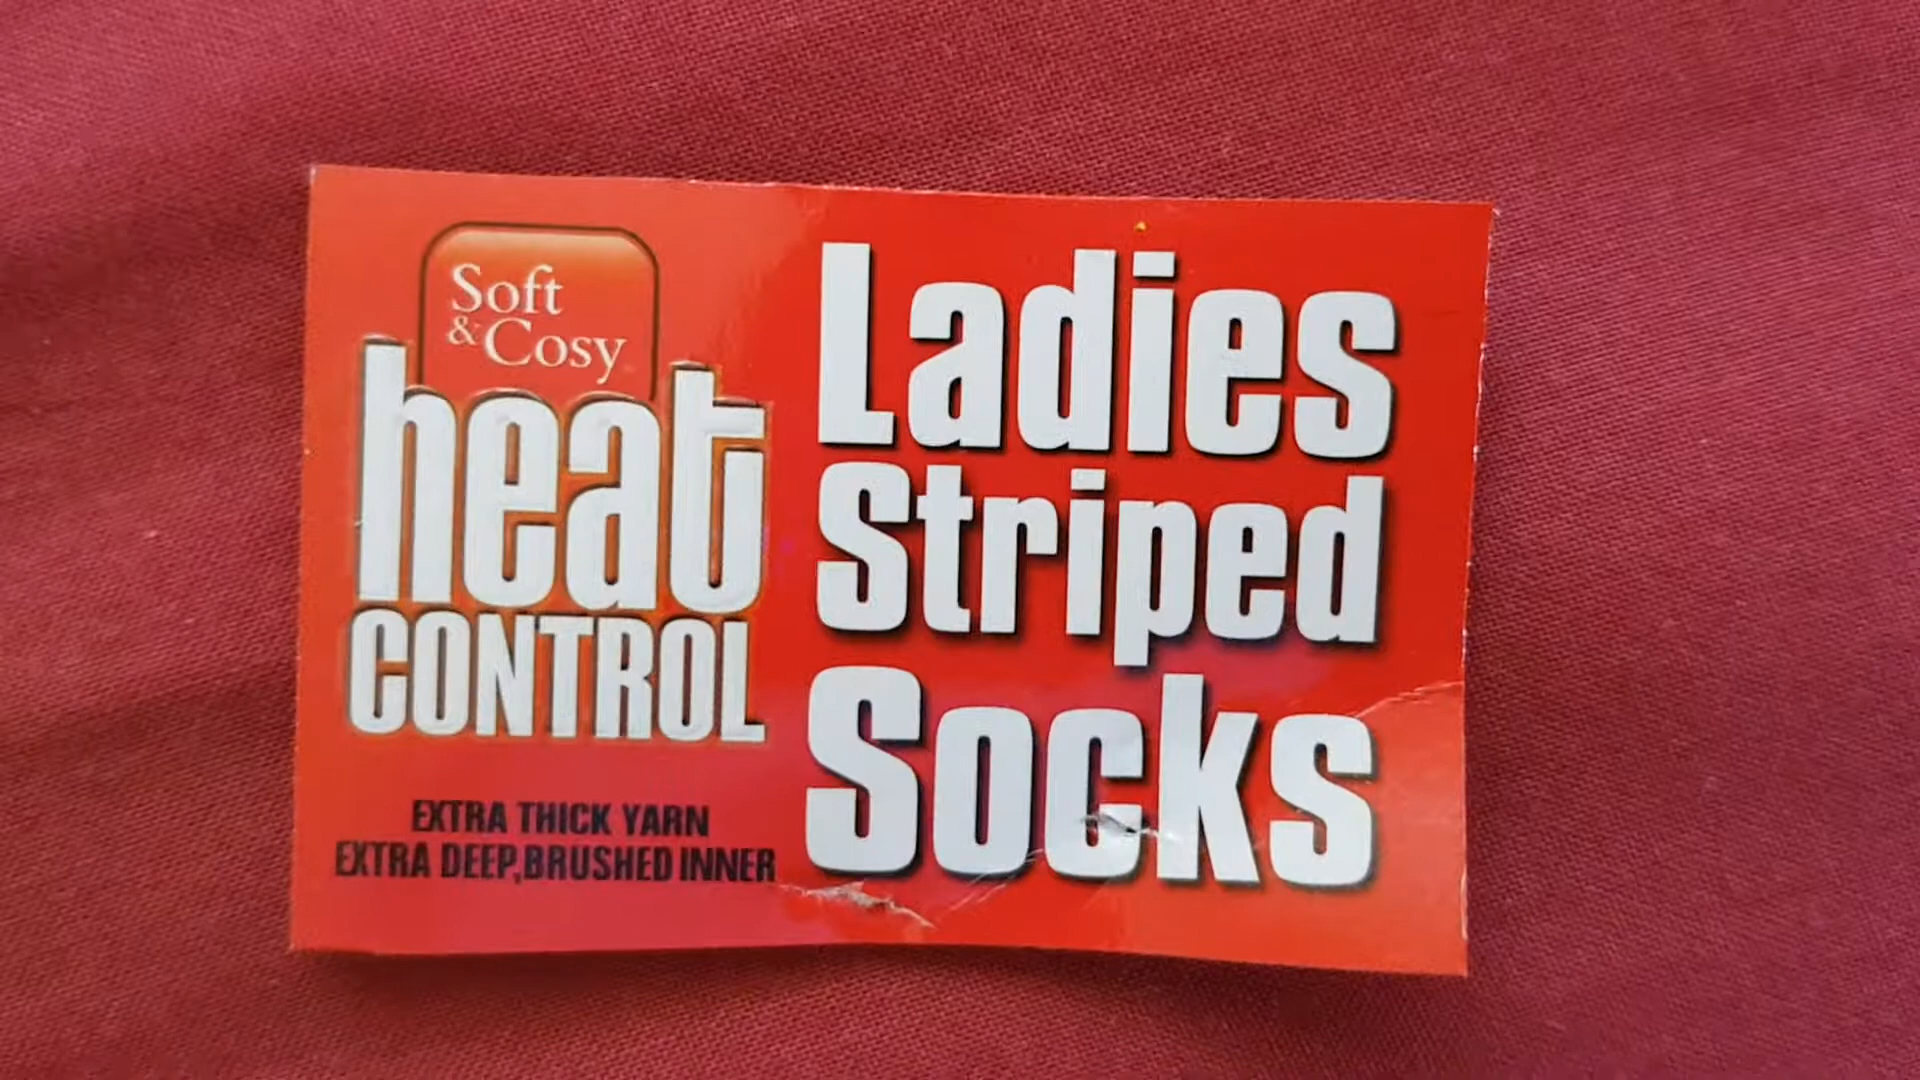 Soft
& Cosy
heat
CONTROL
EXTRA THICK YARN
EXTRA DEEP,BRUSHED INNER
Ladies
Striped
Socks